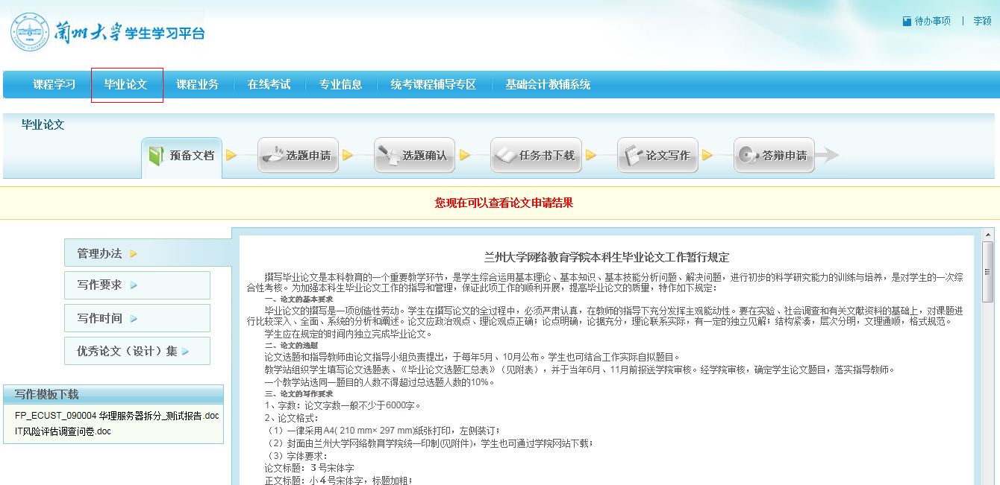 兰州大学学生学习平台
待办事项 | 李颖
课程学习 毕业论文 课程业务 在线考试 专业信息 统考课程辅导专区 基础会计教辅系统
毕业论文
预备文档 选题申请 选题确认 任务书下载 论文写作 答辩申请
您现在可以查看论文申请结果
管理办法
写作要求
写作时间
优秀论文（设计）集
写作模板下载
FP_ECUST_090004 华理服务器拆分_测试报告.doc
IT风险评估调查问卷.doc
兰州大学网络教育学院本科生毕业论文工作暂行规定
撰写毕业论文是本科教育的一个重要教学环节，是学生综合运用基本理论、基本知识、基本技能分析问题、解决问题，进行初步的科学研究能力的训练与培养，是对学生的一次综
合性考核。为加强本科生毕业论文工作的指导和管理，保证此项工作的顺利开展，提高毕业论文的质量，特作如下规定：
一、论文的基本要求
毕业论文的撰写是一项创造性劳动。学生在撰写论文的全过程中，必须严肃认真，在教师的指导下充分发挥主观能动性。要在实验、社会调查和有关文献资料的基础上，对课题进
行比较深入、全面、系统的分析和阐述。论文应政治观点、理论观点正确；论点明确，论据充分，理论联系实际，有一定的独立见解；结构紧凑，层次分明，文理通顺，格式规范。
学生应在规定的时间内独立完成毕业论文。
二、论文的选题
论文选题和指导教师由论文指导小组负责提出，于每年5月、10月公布。学生也可结合工作实际自拟题目。
教学站组织学生填写论文选题表、《毕业论文选题汇总表》（见附表），并于当年6月、11月前报送学院审核。经学院审核，确定学生论文题目，落实指导教师。
一个教学站选同一题目的人数不得超过总选题人数的10%。
三、论文的写作要求
1、字数：论文字数一般不少于6000字。
2、论文格式：
（1）一律采用A4( 210 mm× 297 mm)纸张打印，左侧装订；
（2）封面由兰州大学网络教育学院统一印制(见附件)，学生也可通过学院网站下载；
（3）字体要求：
论文标题：３号宋体字
正文标题：小４号宋体字，标题加粗；